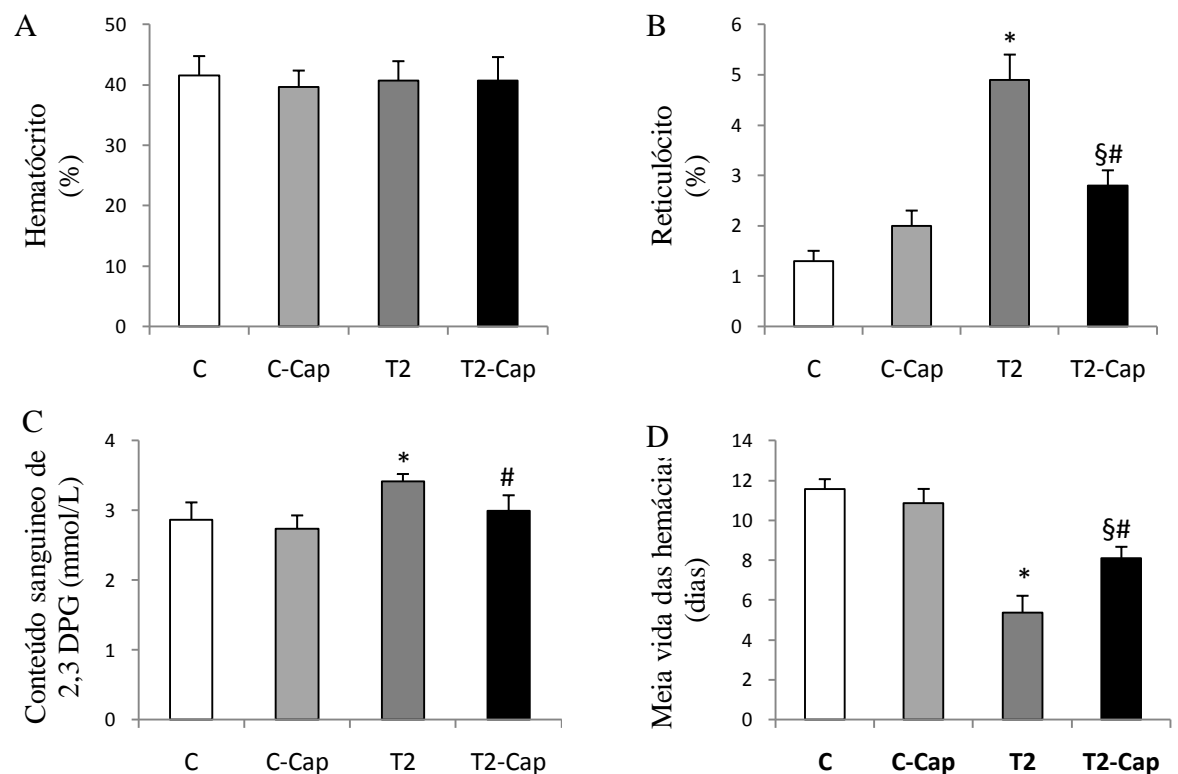 A
Hematócrito
(%)
50
40
30
20
10
0
C C-Cap T2 T2-Cap
B
Reticulócito
(%)
6
5
4
3
2
1
0
*
§#
C C-Cap T2 T2-Cap
C
Conteúdo sanguineo de
2,3 DPG (mmol/L)
4
3
2
1
0
*
#
C C-Cap T2 T2-Cap
D
Meia vida das hemácias
(dias)
14
12
10
8
6
4
2
0
*
§#
C C-Cap T2 T2-Cap